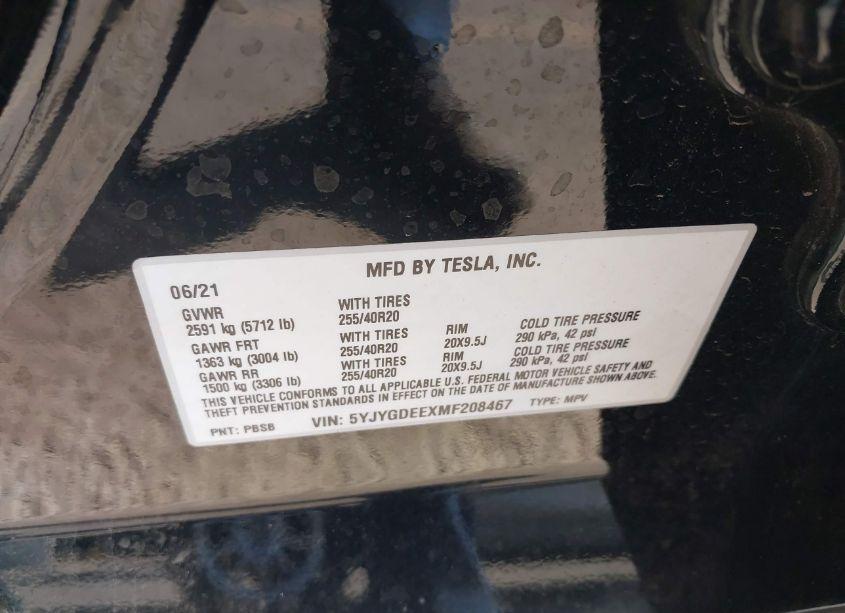 MFD BY TESLA, INC.
06/21
GVWR WITH TIRES
2591 kg (5712 lb) 255/40R20
GAWR FRT WITH TIRES RIM COLD TIRE PRESSURE
1363 kg (3004 lb) 255/40R20 20X9.5J 290 kPa, 42 psi
GAWR RR WITH TIRES RIM COLD TIRE PRESSURE
1500 kg (3306 lb) 255/40R20 20X9.5J 290 kPa, 42 psi
THIS VEHICLE CONFORMS TO ALL APPLICABLE U.S. FEDERAL MOTOR VEHICLE SAFETY AND
THEFT PREVENTION STANDARDS IN EFFECT ON THE DATE OF MANUFACTURE SHOWN ABOVE.
PNT: PBSB VIN: 5YJYGDEEXMF208467 TYPE: MPV